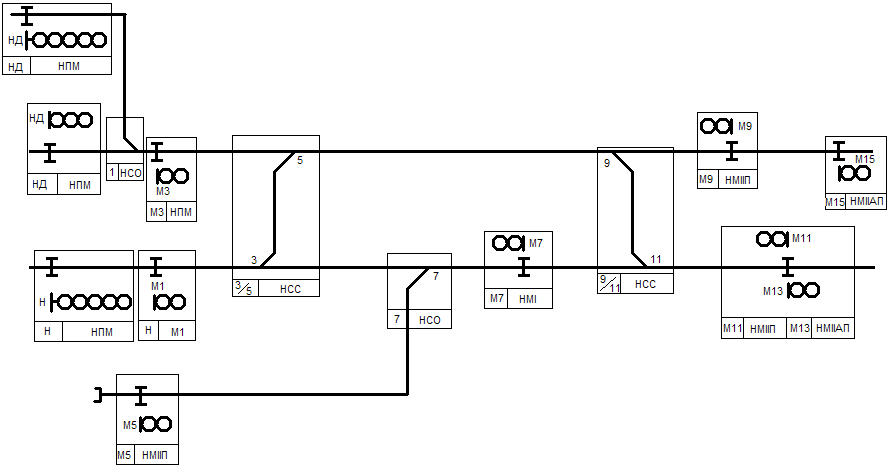 НД
НД НПМ
НД
НД НПМ
1 НСО
М3
М3 НПМ
5
3
3/5 НСС
9
11
9/11 НСС
М9
М9 НМIIП
М15
М15 НМIIАП
Н
Н НПМ
М1
Н М1
7
7 НСО
М7
М7 НМI
М11
М13
М11 НМIIП М13 НМIIАП
М5
М5 НМIIП